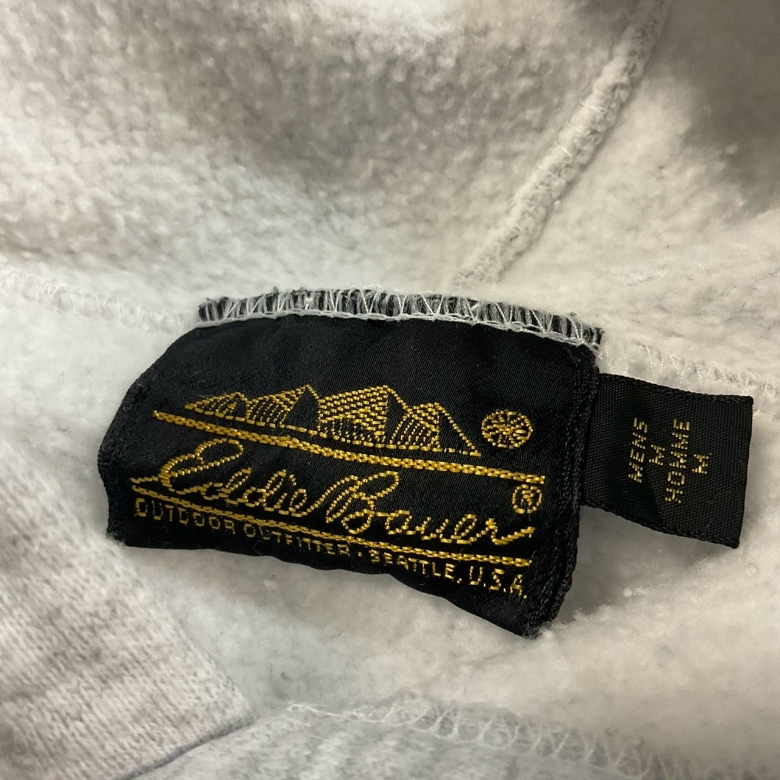 Eddie Bauer ®
OUTDOOR OUTFITTER · SEATTLE, U.S.A.
MENS
M
HOMME
M